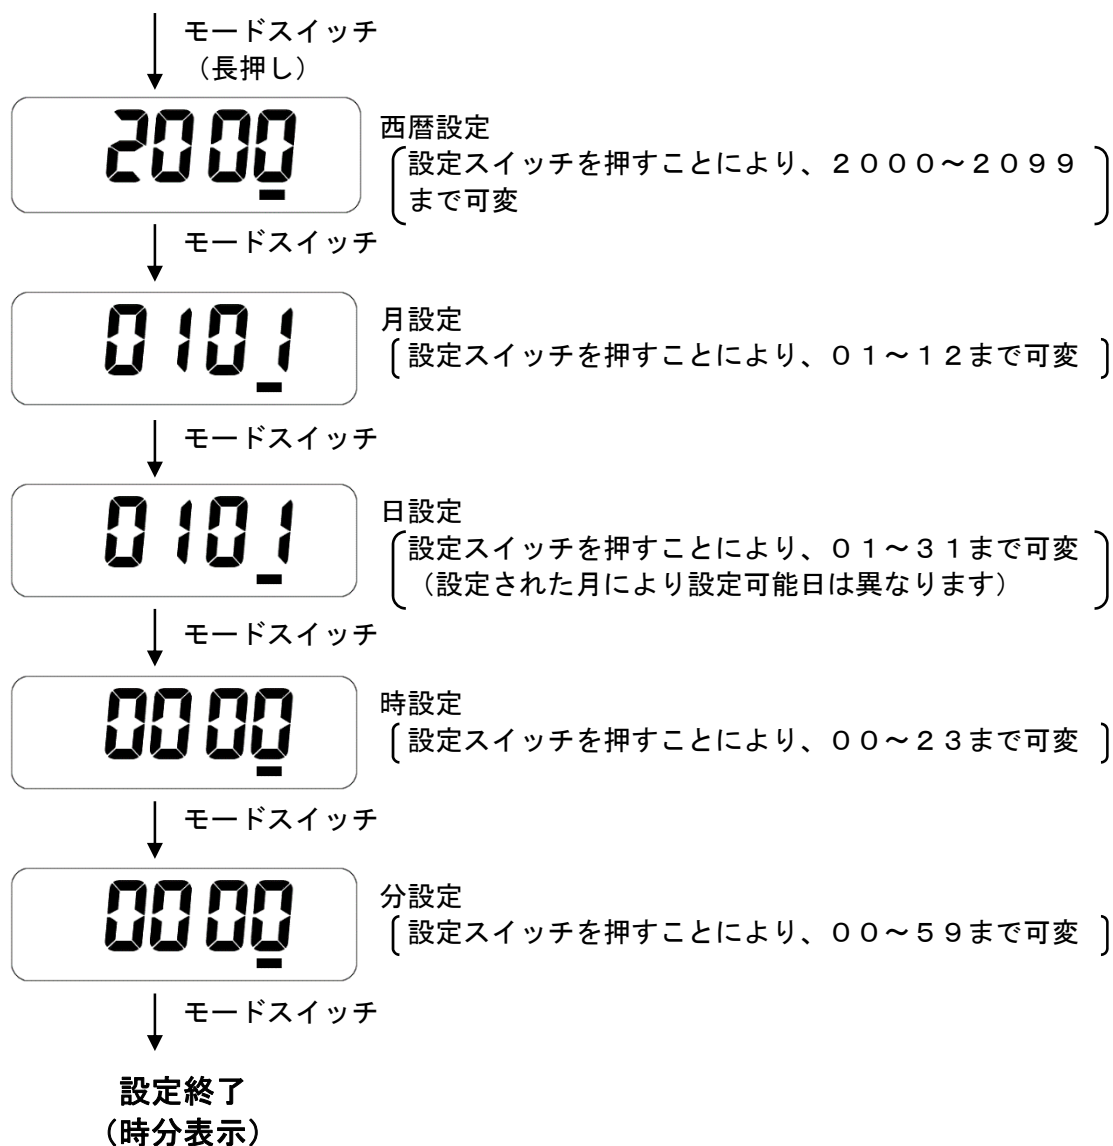 モードスイッチ
（長押し）
2000
西暦設定
設定スイッチを押すことにより、２０００～２０９９
まで可変
モードスイッチ
0101
月設定
設定スイッチを押すことにより、０１～１２まで可変
モードスイッチ
0101
日設定
設定スイッチを押すことにより、０１～３１まで可変
（設定された月により設定可能日は異なります）
モードスイッチ
0000
時設定
設定スイッチを押すことにより、００～２３まで可変
モードスイッチ
0000
分設定
設定スイッチを押すことにより、００～５９まで可変
モードスイッチ
設定終了
（時分表示）